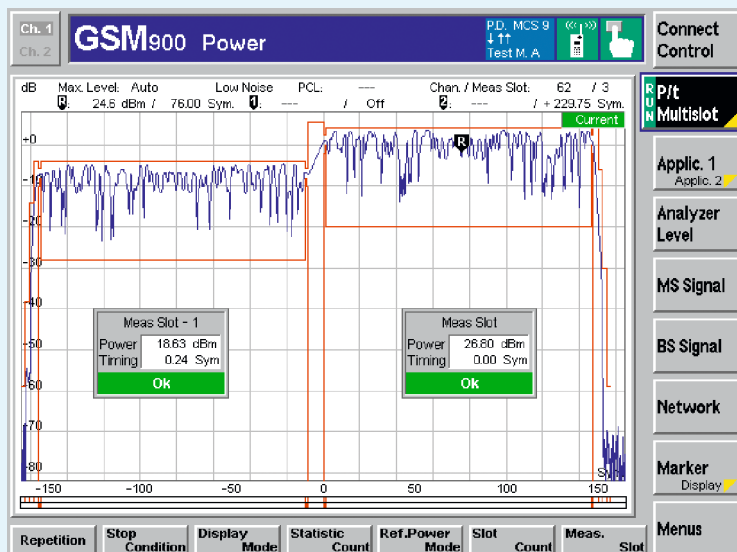 Ch. 1
Ch. 2
GSM900 Power
P.D. MCS 9
↓ ↑↑
Test M. A
Connect Control
dB Max. Level: Auto Low Noise PCL: --- Chan. / Meas Slot: 62 / 3
R: 24.6 dBm / 76.00 Sym. 1: --- / Off 2: --- / + 229.75 Sym.
Current
RUN
P/t Multislot
+0
-10
-20
-30
-40
-50
-60
-70
-80
R
Applic. 1
Applic. 2
Analyzer Level
MS Signal
Meas Slot - 1
Power 18.63 dBm
Timing 0.24 Sym
Ok
Meas Slot
Power 26.80 dBm
Timing 0.00 Sym
Ok
BS Signal
Network
Marker
Display
-150 -100 -50 0 50 100 150
Menus
Repetition
Stop Condition
Display Mode
Statistic Count
Ref.Power Mode
Slot Count
Meas. Slot